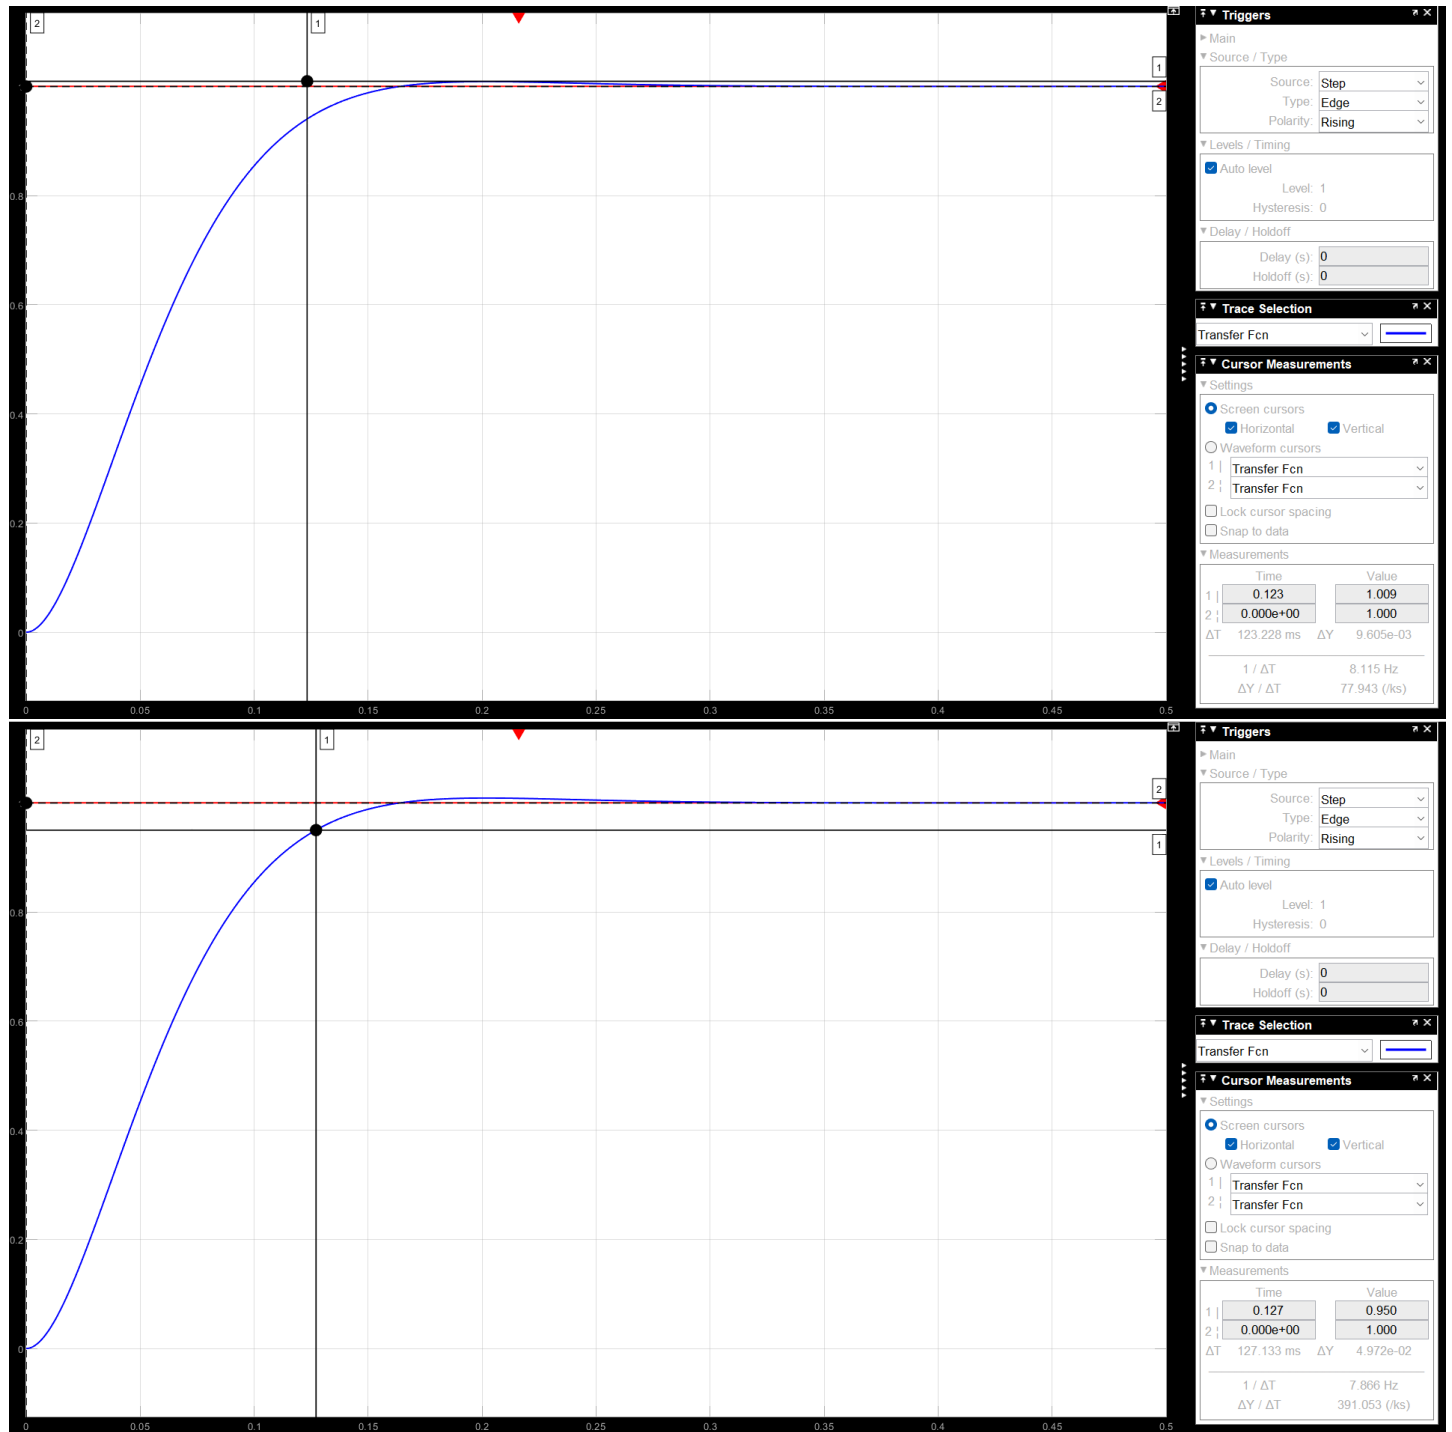 2
1
1
2
1
0.8
0.6
0.4
0.2
0
0
0.05
0.1
0.15
0.2
0.25
0.3
0.35
0.4
0.45
0.5
Triggers
Main
Source / Type
Source: Step
Type: Edge
Polarity: Rising
Levels / Timing
Auto level
Level: 1
Hysteresis: 0
Delay / Holdoff
Delay (s): 0
Holdoff (s): 0
Trace Selection
Transfer Fcn
Cursor Measurements
Settings
Screen cursors
Horizontal Vertical
Waveform cursors
1 | Transfer Fcn
2 ¦ Transfer Fcn
Lock cursor spacing
Snap to data
Measurements
Time Value
1 | 0.123 1.009
2 ¦ 0.000e+00 1.000
ΔT 123.228 ms ΔY 9.605e-03
1 / ΔT 8.115 Hz
ΔY / ΔT 77.943 (/ks)
2
1
2
1
0.8
0.6
0.4
0.2
0
0
0.05
0.1
0.15
0.2
0.25
0.3
0.35
0.4
0.45
0.5
Triggers
Main
Source / Type
Source: Step
Type: Edge
Polarity: Rising
Levels / Timing
Auto level
Level: 1
Hysteresis: 0
Delay / Holdoff
Delay (s): 0
Holdoff (s): 0
Trace Selection
Transfer Fcn
Cursor Measurements
Settings
Screen cursors
Horizontal Vertical
Waveform cursors
1 | Transfer Fcn
2 ¦ Transfer Fcn
Lock cursor spacing
Snap to data
Measurements
Time Value
1 | 0.127 0.950
2 ¦ 0.000e+00 1.000
ΔT 127.133 ms ΔY 4.972e-02
1 / ΔT 7.866 Hz
ΔY / ΔT 391.053 (/ks)